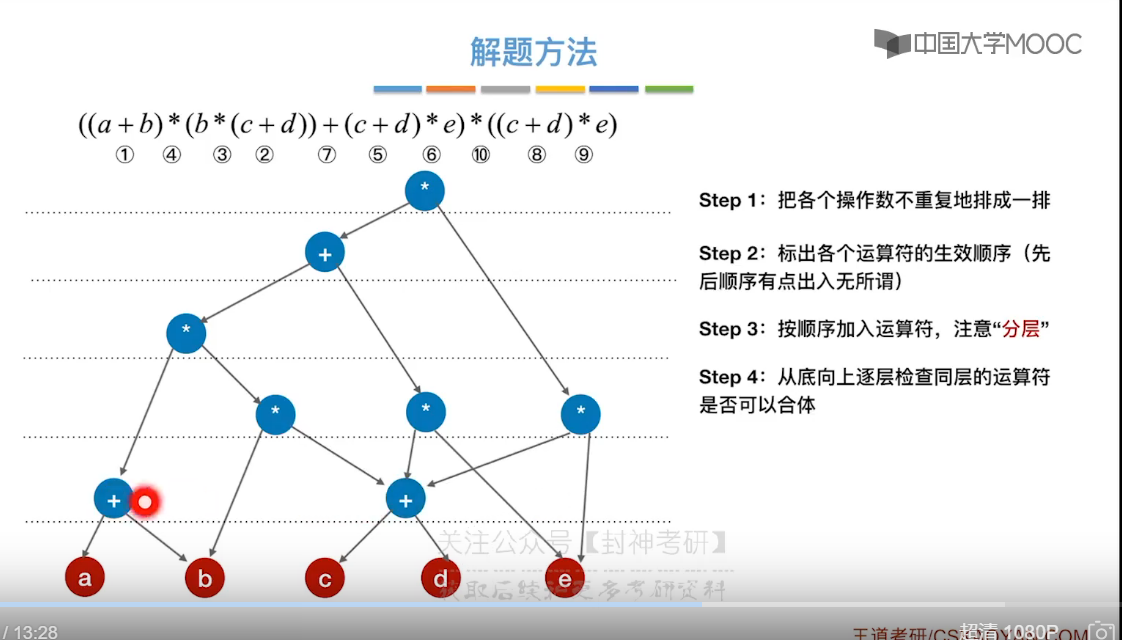 解题方法
中国大学MOOC
((a+b)*(b*(c+d))+(c+d)*e)*((c+d)*e)
① ④ ③ ② ⑦ ⑤ ⑥ ⑩ ⑧ ⑨
*
+
*
* * *
+ +
a b c d e
Step 1：把各个操作数不重复地排成一排
Step 2：标出各个运算符的生效顺序（先
后顺序有点出入无所谓）
Step 3：按顺序加入运算符，注意“分层”
Step 4：从底向上逐层检查同层的运算符
是否可以合体
关注公众号【封神考研】
获取后续和更多考研资料
/ 13:28
王道考研/
超清 1080P